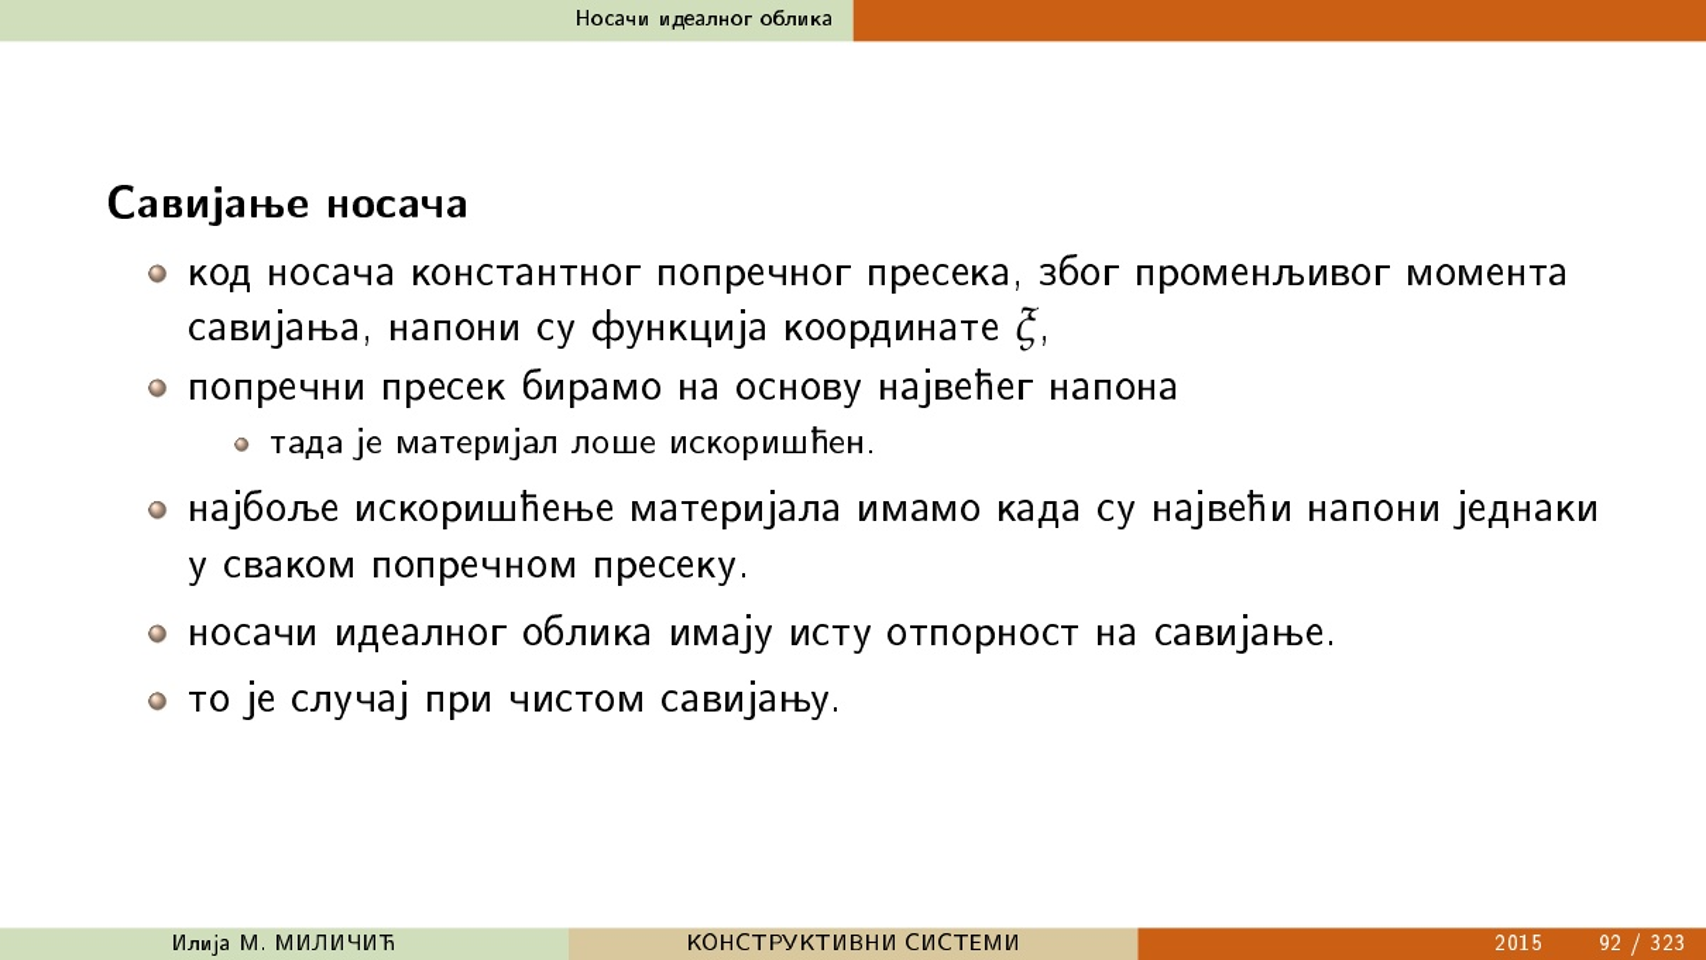 Носачи идеалног облика
Савијање носача
код носача константног попречног пресека, због променљивог момента
савијања, напони су функција координате ξ,
попречни пресек бирамо на основу највећег напона
тада је материјал лоше искоришћен.
најбоље искоришћење материјала имамо када су највећи напони једнаки
у сваком попречном пресеку.
носачи идеалног облика имају исту отпорност на савијање.
то је случај при чистом савијању.
Илија М. МИЛИЧИЋ КОНСТРУКТИВНИ СИСТЕМИ 2015 92 / 323